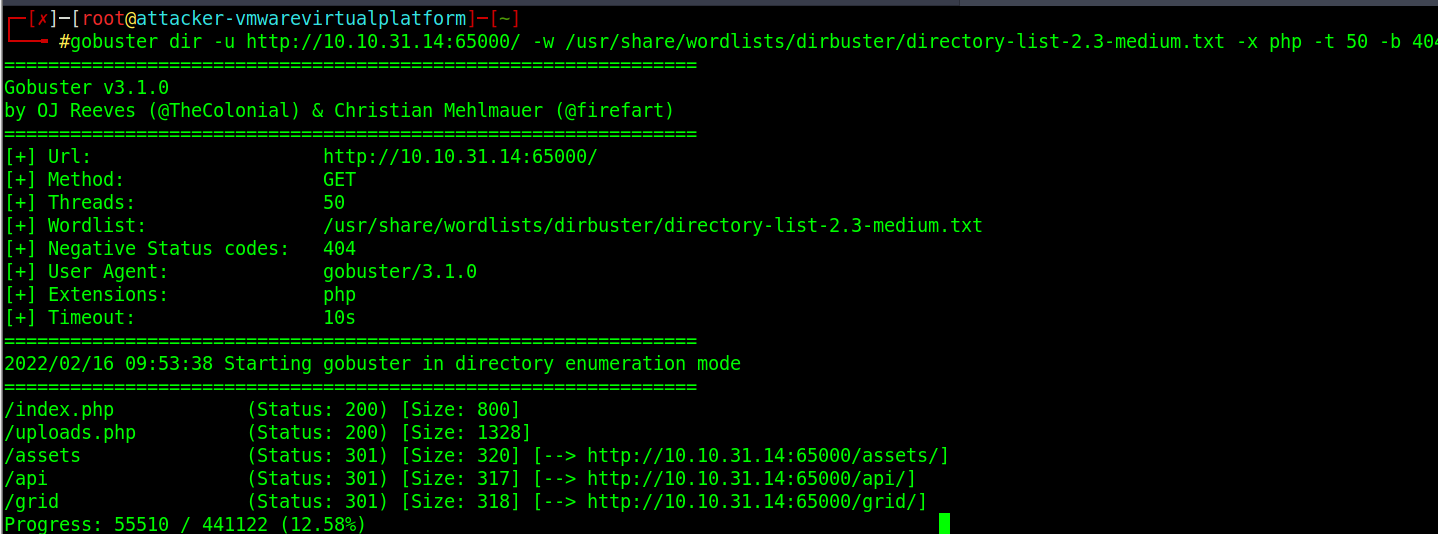 ┌─[✗]─[root@attacker-vmwarevirtualplatform]─[~]
└──╼ #gobuster dir -u http://10.10.31.14:65000/ -w /usr/share/wordlists/dirbuster/directory-list-2.3-medium.txt -x php -t 50 -b 404
===============================================================
Gobuster v3.1.0
by OJ Reeves (@TheColonial) & Christian Mehlmauer (@firefart)
===============================================================
[+] Url:                     http://10.10.31.14:65000/
[+] Method:                  GET
[+] Threads:                 50
[+] Wordlist:                /usr/share/wordlists/dirbuster/directory-list-2.3-medium.txt
[+] Negative Status codes:   404
[+] User Agent:              gobuster/3.1.0
[+] Extensions:              php
[+] Timeout:                 10s
===============================================================
2022/02/16 09:53:38 Starting gobuster in directory enumeration mode
===============================================================
/index.php            (Status: 200) [Size: 800]
/uploads.php          (Status: 200) [Size: 1328]
/assets               (Status: 301) [Size: 320] [--> http://10.10.31.14:65000/assets/]
/api                  (Status: 301) [Size: 317] [--> http://10.10.31.14:65000/api/]
/grid                 (Status: 301) [Size: 318] [--> http://10.10.31.14:65000/grid/]
Progress: 55510 / 441122 (12.58%)